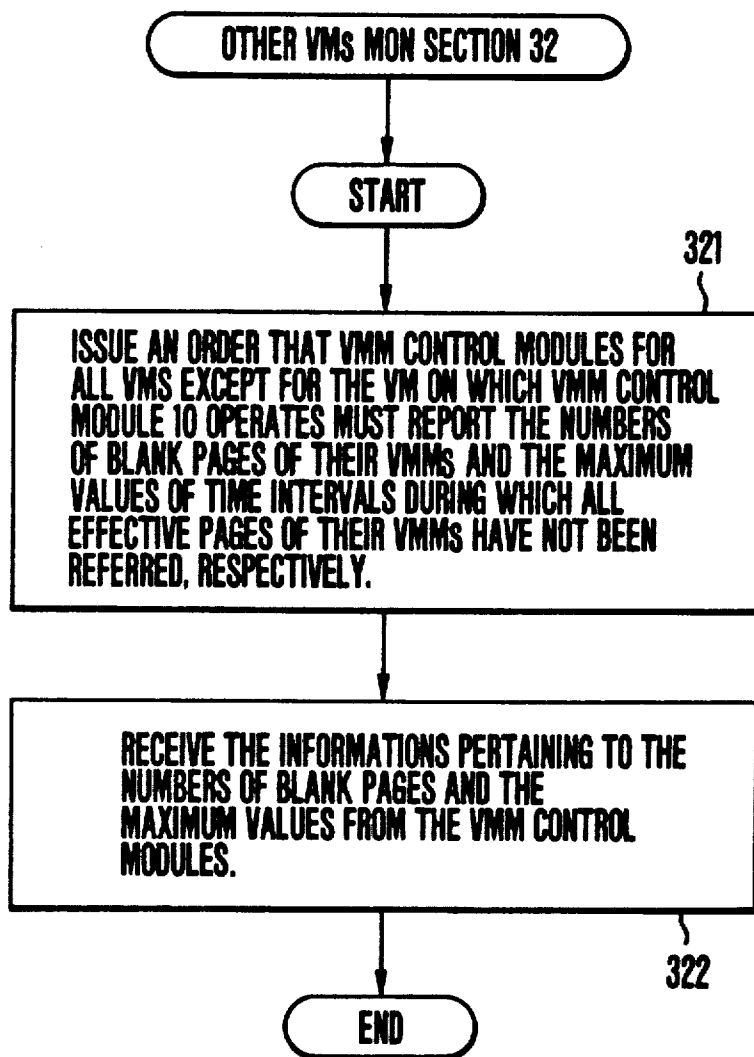 OTHER VMs MON SECTION 32
START
321
ISSUE AN ORDER THAT VMM CONTROL MODULES FOR
ALL VMS EXCEPT FOR THE VM ON WHICH VMM CONTROL
MODULE 10 OPERATES MUST REPORT THE NUMBERS
OF BLANK PAGES OF THEIR VMMs AND THE MAXIMUM
VALUES OF TIME INTERVALS DURING WHICH ALL
EFFECTIVE PAGES OF THEIR VMMs HAVE NOT BEEN
REFERRED, RESPECTIVELY.
RECEIVE THE INFORMATIONS PERTAINING TO THE
NUMBERS OF BLANK PAGES AND THE
MAXIMUM VALUES FROM THE VMM CONTROL
MODULES.
322
END